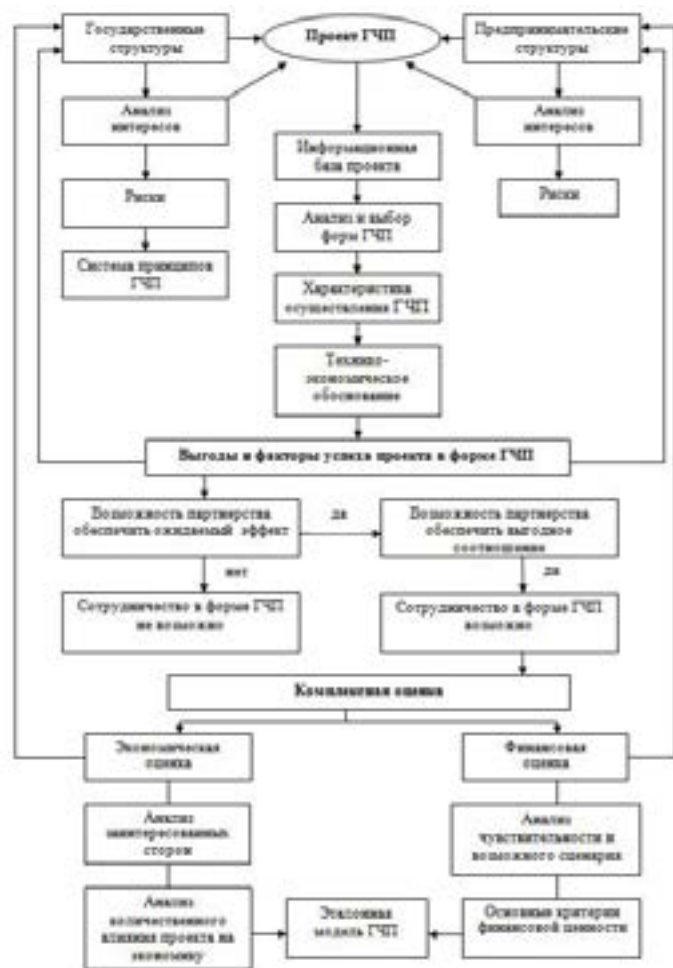 Государственные
структуры
Проект ГЧП
Предпринимательские
структуры
Анализ
интересов
Анализ
интересов
Информационная
база проекта
Риски
Риски
Анализ и выбор
форм ГЧП
Система принципов
ГЧП
Характеристика
осуществления ГЧП
Технико-
экономическое
обоснование
Выгоды и факторы успеха проекта в форме ГЧП
Возможность партнерства
обеспечить ожидаемый эффект
да
Возможность партнерства
обеспечить выгодное
соотношение
нет
да
Сотрудничество в форме ГЧП
не возможно
Сотрудничество в форме ГЧП
возможно
Комплексная оценка
Экономическая
оценка
Финансовая
оценка
Анализ
заинтересованных
сторон
Анализ
чувствительности и
возможного сценария
Анализ
количественного
влияния проекта на
экономику
Эталонная
модель ГЧП
Основные критерии
финансовой ценности